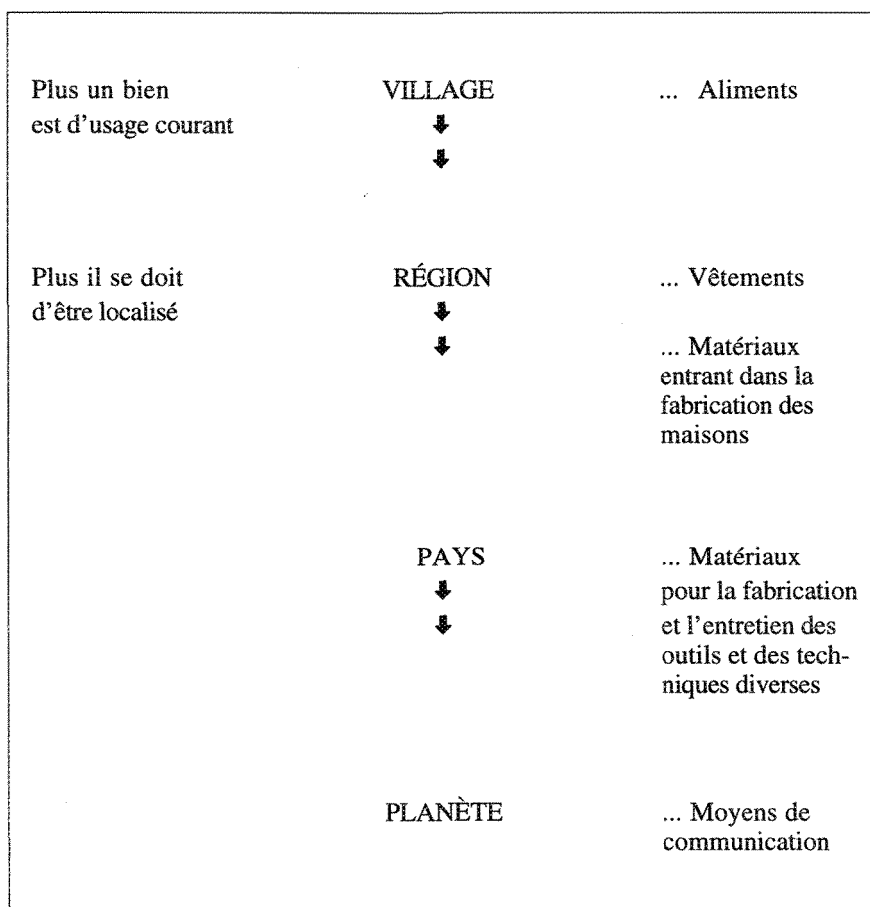 Plus un bien
est d'usage courant
VILLAGE
... Aliments
Plus il se doit
d'être localisé
RÉGION
... Vêtements
... Matériaux
entrant dans la
fabrication des
maisons
PAYS
... Matériaux
pour la fabrication
et l'entretien des
outils et des tech-
niques diverses
PLANÈTE
... Moyens de
communication